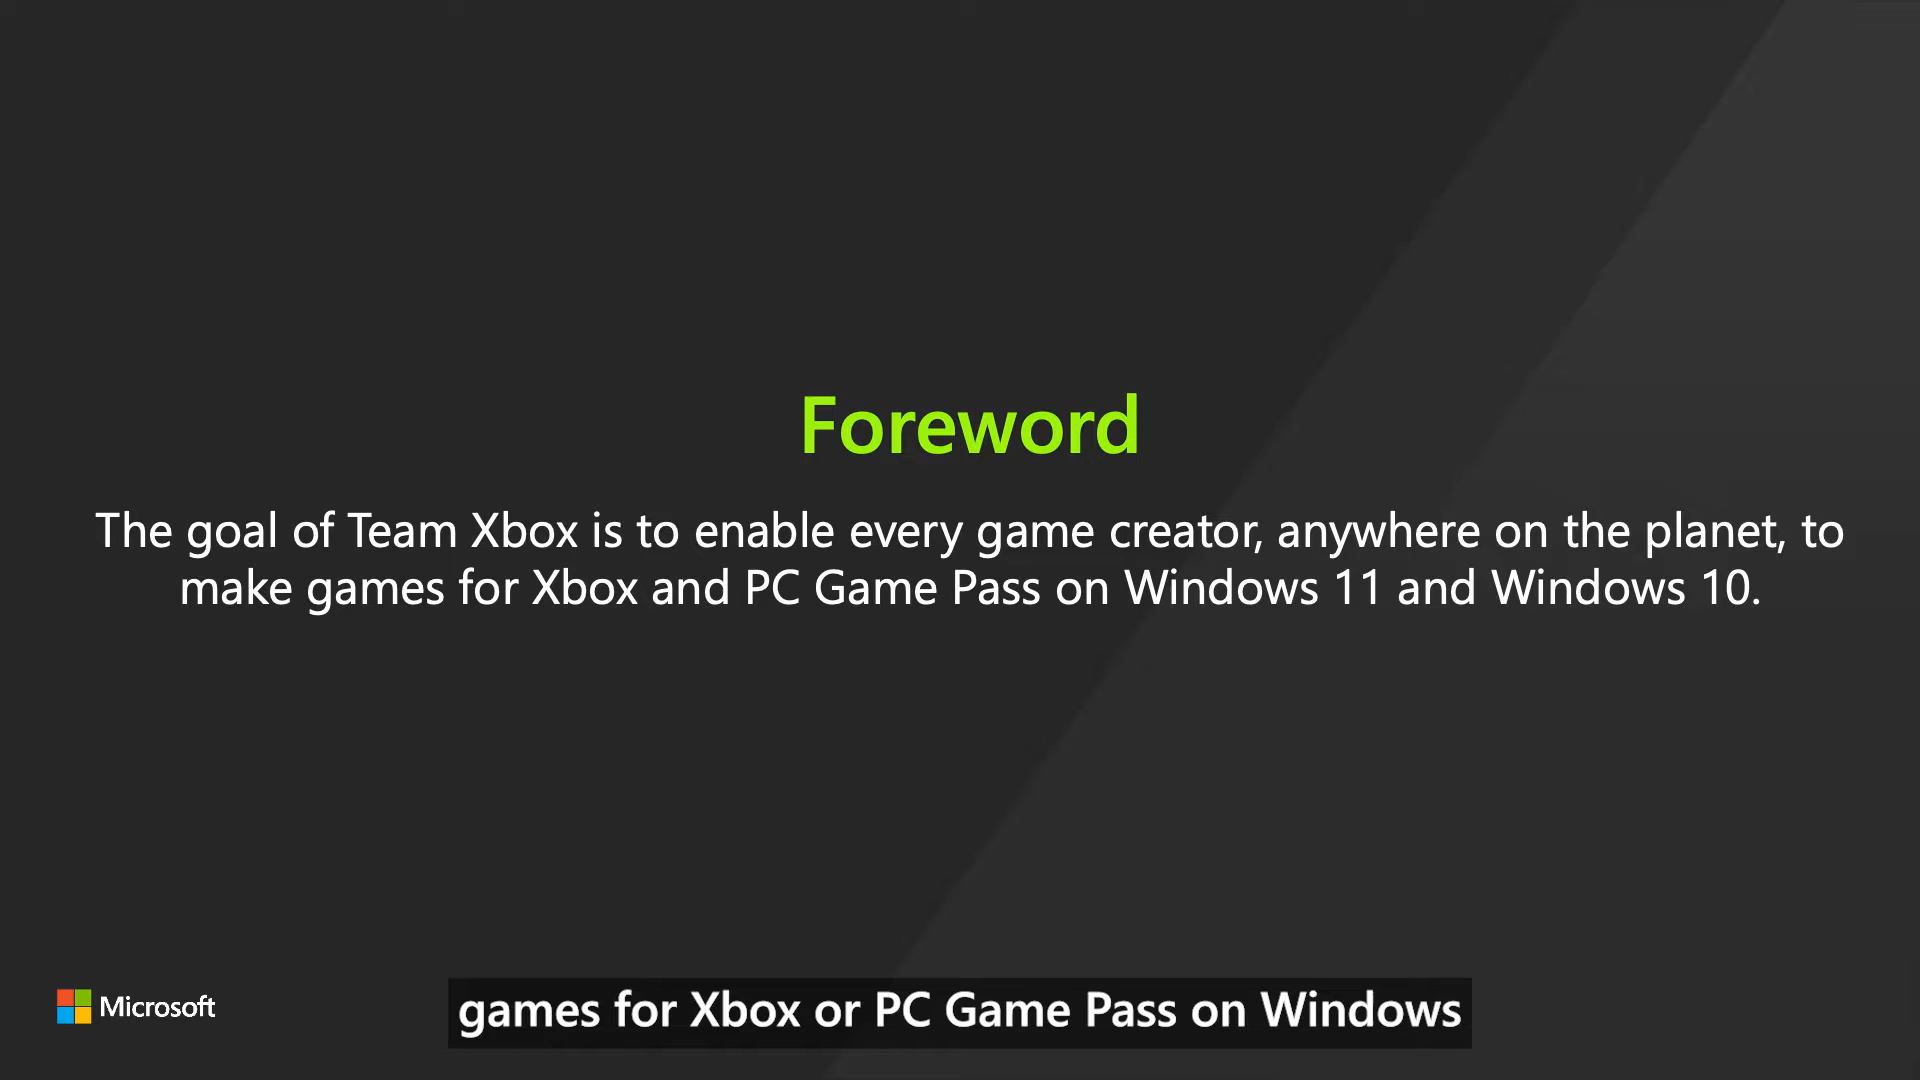 Foreword
The goal of Team Xbox is to enable every game creator, anywhere on the planet, to
make games for Xbox and PC Game Pass on Windows 11 and Windows 10.
Microsoft
games for Xbox or PC Game Pass on Windows